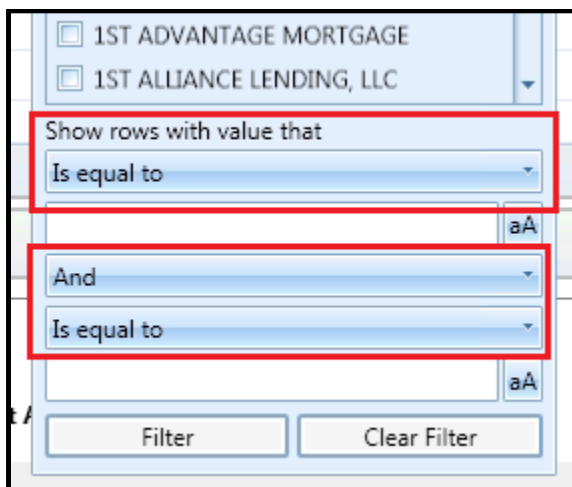 1ST ADVANTAGE MORTGAGE
1ST ALLIANCE LENDING, LLC
Show rows with value that
Is equal to
aA
And
Is equal to
aA
Filter Clear Filter